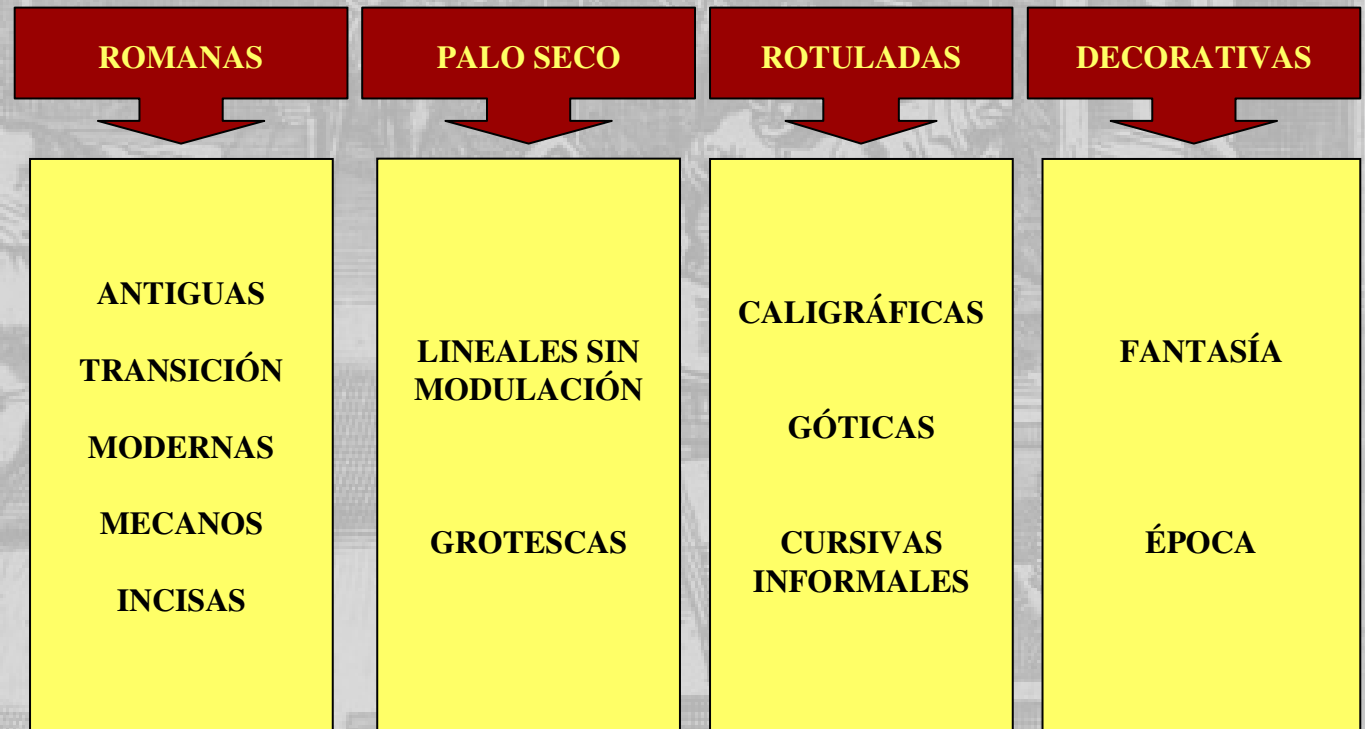 ROMANAS
ANTIGUAS
TRANSICIÓN
MODERNAS
MECANOS
INCISAS
PALO SECO
LINEALES SIN
MODULACIÓN
GROTESCAS
ROTULADAS
CALIGRÁFICAS
GÓTICAS
CURSIVAS
INFORMALES
DECORATIVAS
FANTASÍA
ÉPOCA